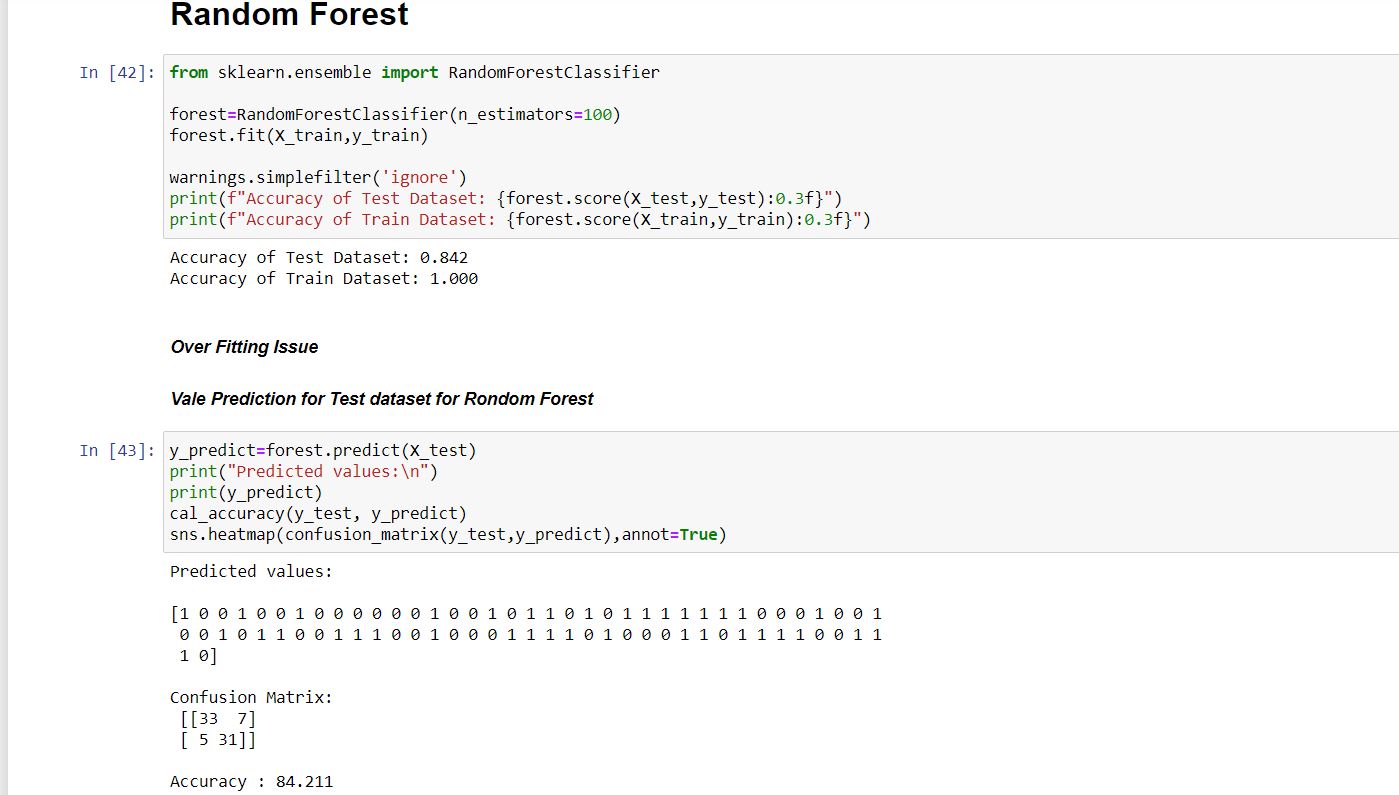 Random Forest
In [42]: from sklearn.ensemble import RandomForestClassifier
forest=RandomForestClassifier(n_estimators=100)
forest.fit(X_train,y_train)
warnings.simplefilter('ignore')
print(f"Accuracy of Test Dataset: {forest.score(X_test,y_test):0.3f}")
print(f"Accuracy of Train Dataset: {forest.score(X_train,y_train):0.3f}")
Accuracy of Test Dataset: 0.842
Accuracy of Train Dataset: 1.000
Over Fitting Issue
Vale Prediction for Test dataset for Rondom Forest
In [43]: y_predict=forest.predict(X_test)
print("Predicted values:\n")
print(y_predict)
cal_accuracy(y_test, y_predict)
sns.heatmap(confusion_matrix(y_test,y_predict),annot=True)
Predicted values:
[1 0 0 1 0 0 1 0 0 0 0 0 0 1 0 0 1 0 1 1 0 1 0 1 1 1 1 1 1 1 0 0 0 1 0 0 1
0 0 1 0 1 1 0 0 1 1 1 0 0 1 0 0 0 1 1 1 1 0 1 0 0 0 1 1 0 1 1 1 1 0 0 1 1
1 0]
Confusion Matrix:
[[33 7]
[ 5 31]]
Accuracy : 84.211